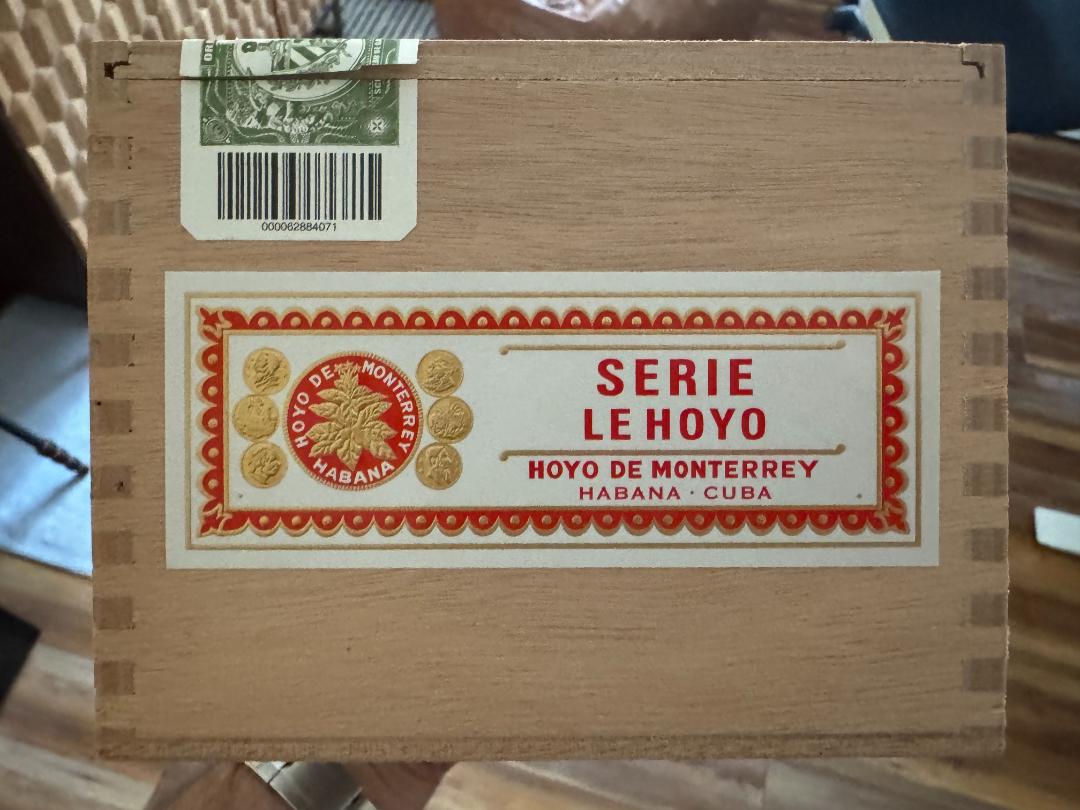 000062884071
HOYO DE MONTERREY
HABANA
SERIE
LE HOYO
HOYO DE MONTERREY
HABANA · CUBA